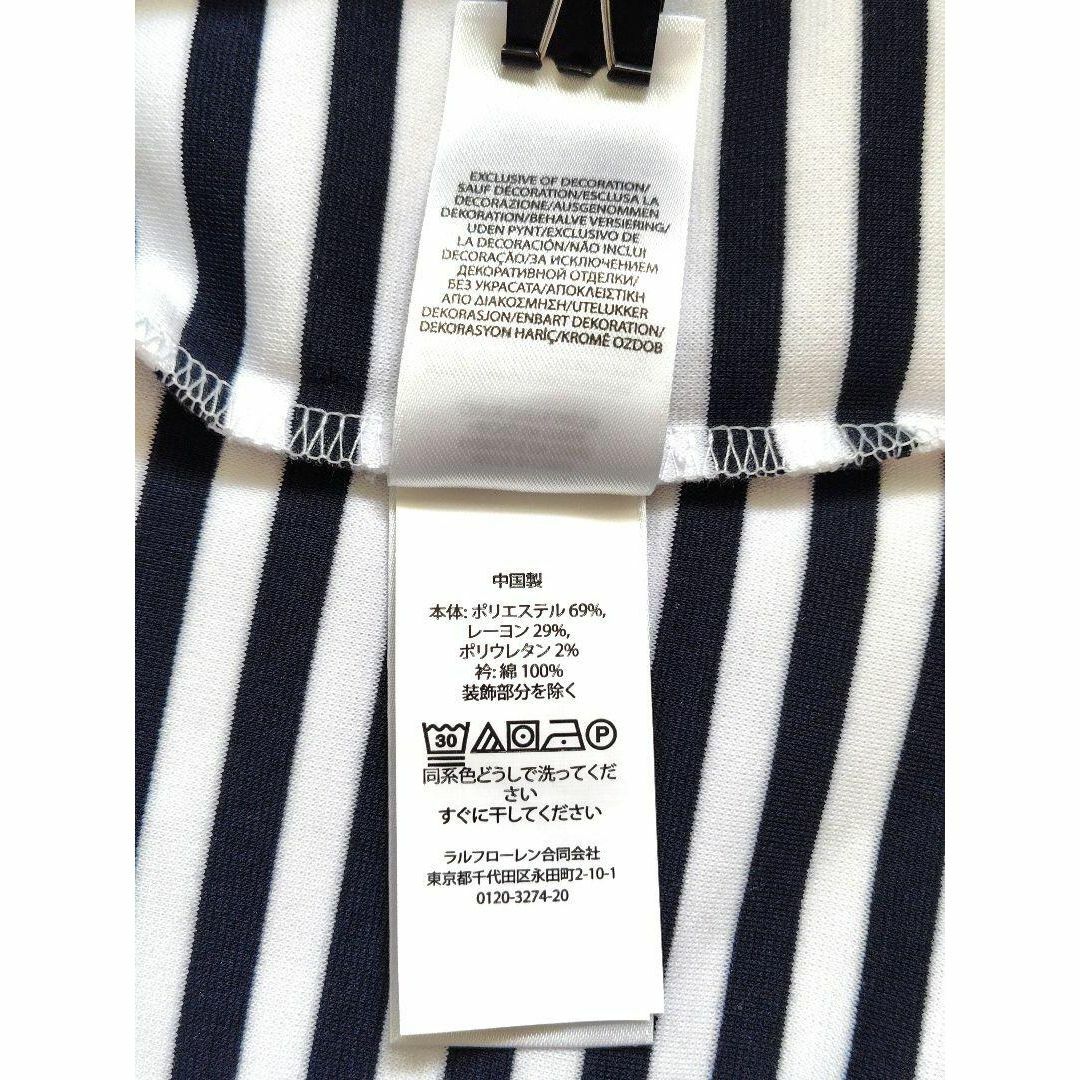 EXCLUSIVE OF DECORATION/
SAUF DÉCORATION/ESCLUSA LA
DECORAZIONE/AUSGENOMMEN
DEKORATION/BEHALVE VERSIERING/
UDEN PYNT/EXCLUSIVO DE
LA DECORACIÓN/NÃO INCLUI
DECORAÇÃO/ЗА ИСКЛЮЧЕНИЕМ
ДЕКОРАТИВНОЙ ОТДЕЛКИ/
БЕЗ УКРАСАТА/ΑΠΟΚΛΕΙΣΤΙΚΗ
ΑΠΟ ΔΙΑΚΟΣΜΗΣΗ/UTELUKKER
DEKORASJON/ENBART DEKORATION/
DEKORASYON HARİÇ/KROMĚ OZDOB
中国製
本体: ポリエステル 69%,
レーヨン 29%,
ポリウレタン 2%
衿: 綿 100%
装飾部分を除く
30 P
同系色どうしで洗ってくだ
さい
すぐに干してください
ラルフローレン合同会社
東京都千代田区永田町2-10-1
0120-3274-20